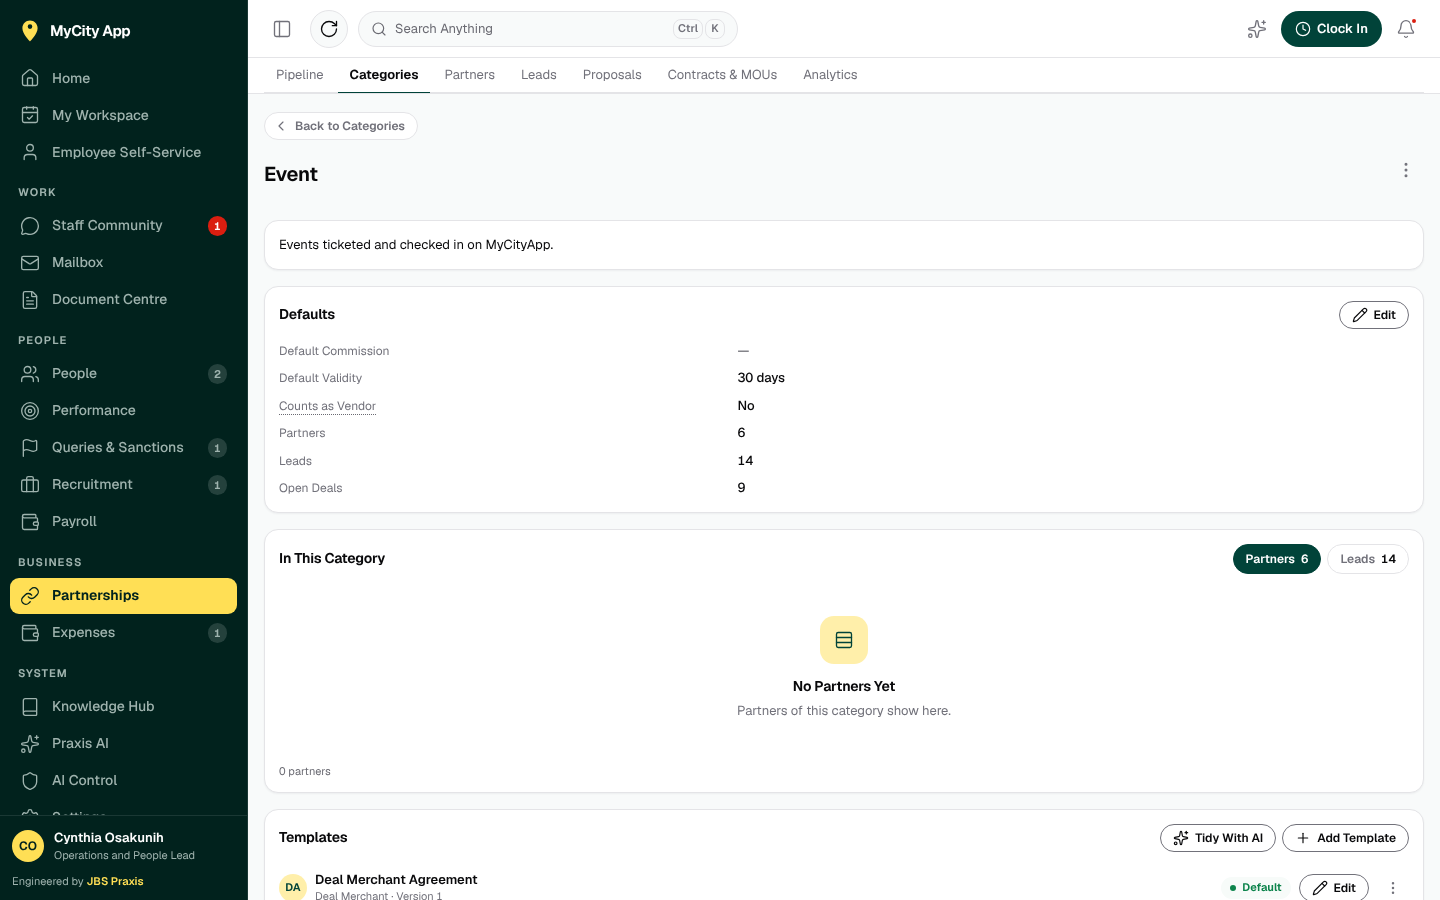 MyCity App
Home
My Workspace
Employee Self-Service
WORK
Staff Community 1
Mailbox
Document Centre
PEOPLE
People 2
Performance
Queries & Sanctions 1
Recruitment 1
Payroll
BUSINESS
Partnerships
Expenses 1
SYSTEM
Knowledge Hub
Praxis AI
AI Control
Settings
CO
Cynthia Osakunih
Operations and People Lead
Engineered by JBS Praxis
Search Anything Ctrl K
Clock In
Pipeline Categories Partners Leads Proposals Contracts & MOUs Analytics
Back to Categories
Event
Events ticketed and checked in on MyCityApp.
Defaults Edit
Default Commission —
Default Validity 30 days
Counts as Vendor No
Partners 6
Leads 14
Open Deals 9
In This Category Partners 6 Leads 14
No Partners Yet
Partners of this category show here.
0 partners
Templates Tidy With AI Add Template
DA Deal Merchant Agreement Default Edit
Deal Merchant · Version 1